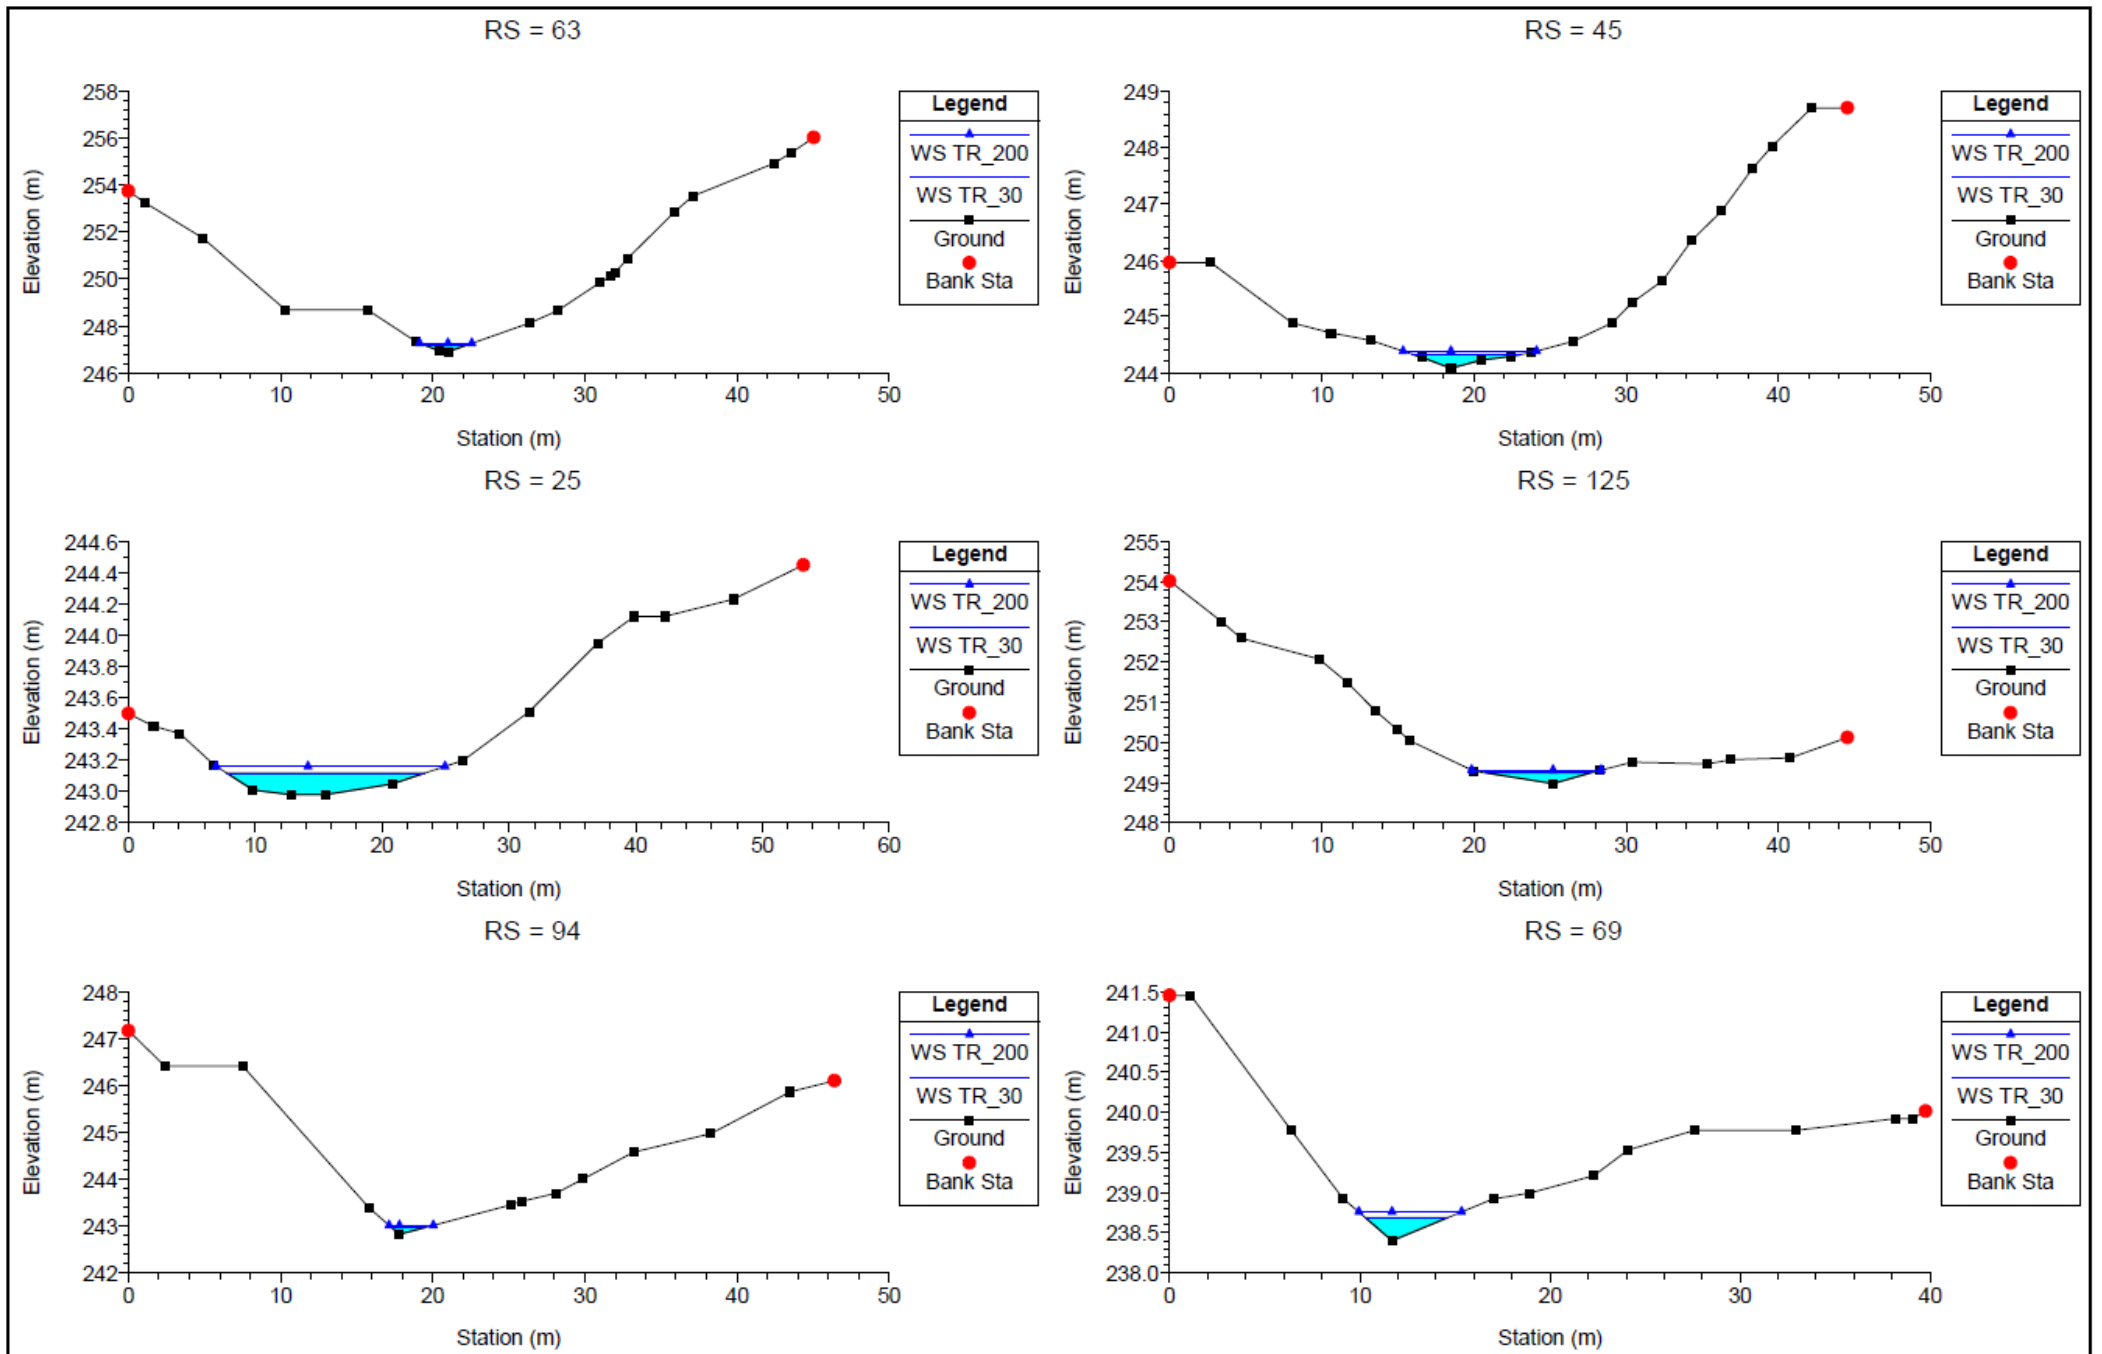 RS = 63
258
256
254
252
250
248
246
0 10 20 30 40 50
Elevation (m)
Station (m)
Legend
WS TR_200
WS TR_30
Ground
Bank Sta
RS = 45
249
248
247
246
245
244
0 10 20 30 40 50
Elevation (m)
Station (m)
Legend
WS TR_200
WS TR_30
Ground
Bank Sta
RS = 25
244.6
244.4
244.2
244.0
243.8
243.6
243.4
243.2
243.0
242.8
0 10 20 30 40 50 60
Elevation (m)
Station (m)
Legend
WS TR_200
WS TR_30
Ground
Bank Sta
RS = 125
255
254
253
252
251
250
249
248
0 10 20 30 40 50
Elevation (m)
Station (m)
Legend
WS TR_200
WS TR_30
Ground
Bank Sta
RS = 94
248
247
246
245
244
243
242
0 10 20 30 40 50
Elevation (m)
Station (m)
Legend
WS TR_200
WS TR_30
Ground
Bank Sta
RS = 69
241.5
241.0
240.5
240.0
239.5
239.0
238.5
238.0
0 10 20 30 40
Elevation (m)
Station (m)
Legend
WS TR_200
WS TR_30
Ground
Bank Sta